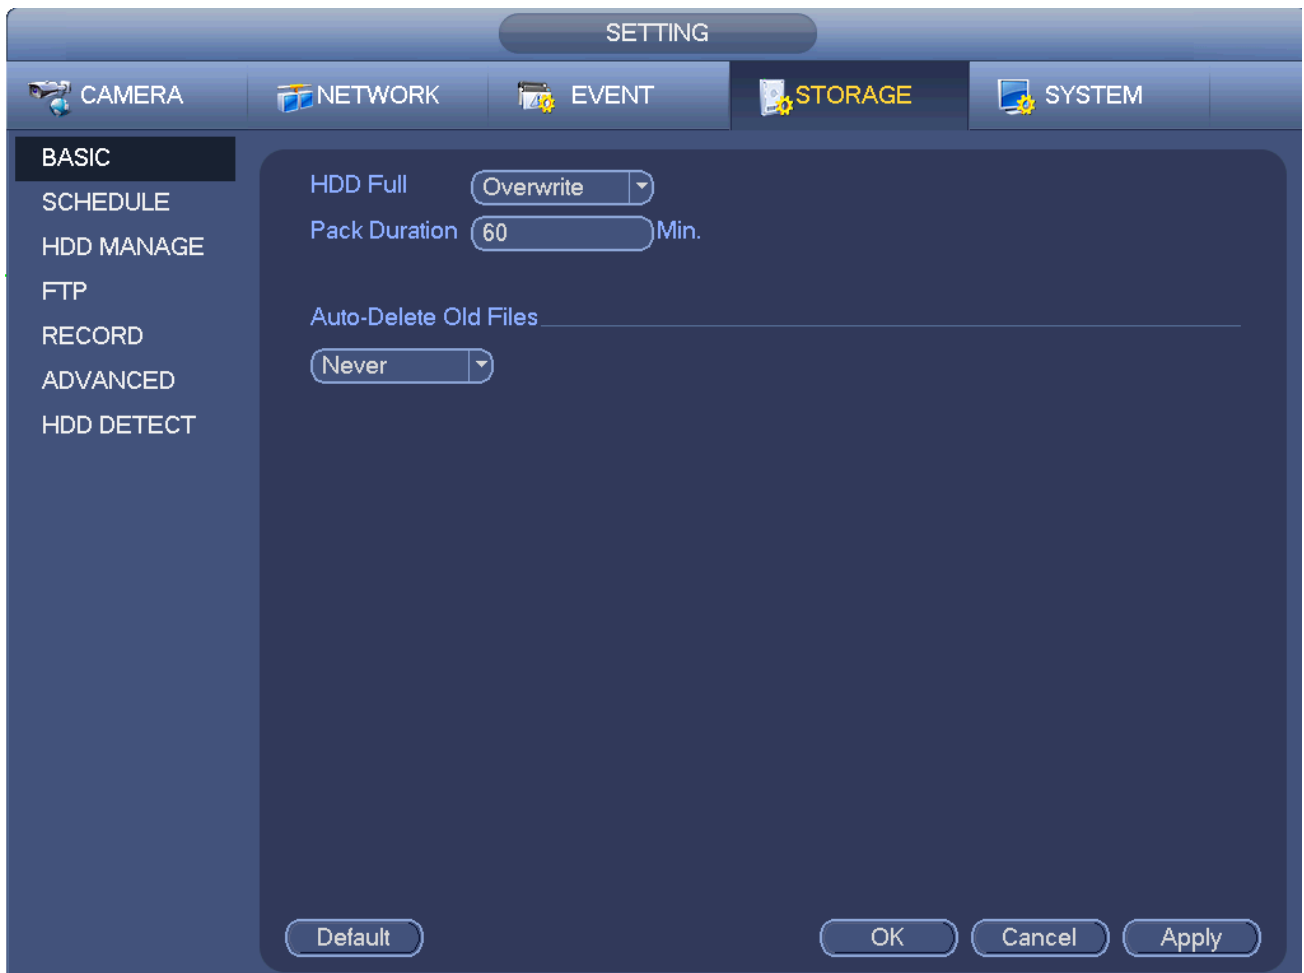 SETTING
CAMERA NETWORK EVENT STORAGE SYSTEM
BASIC
SCHEDULE
HDD MANAGE
FTP
RECORD
ADVANCED
HDD DETECT
HDD Full Overwrite
Pack Duration 60 Min.
Auto-Delete Old Files
Never
Default OK Cancel Apply